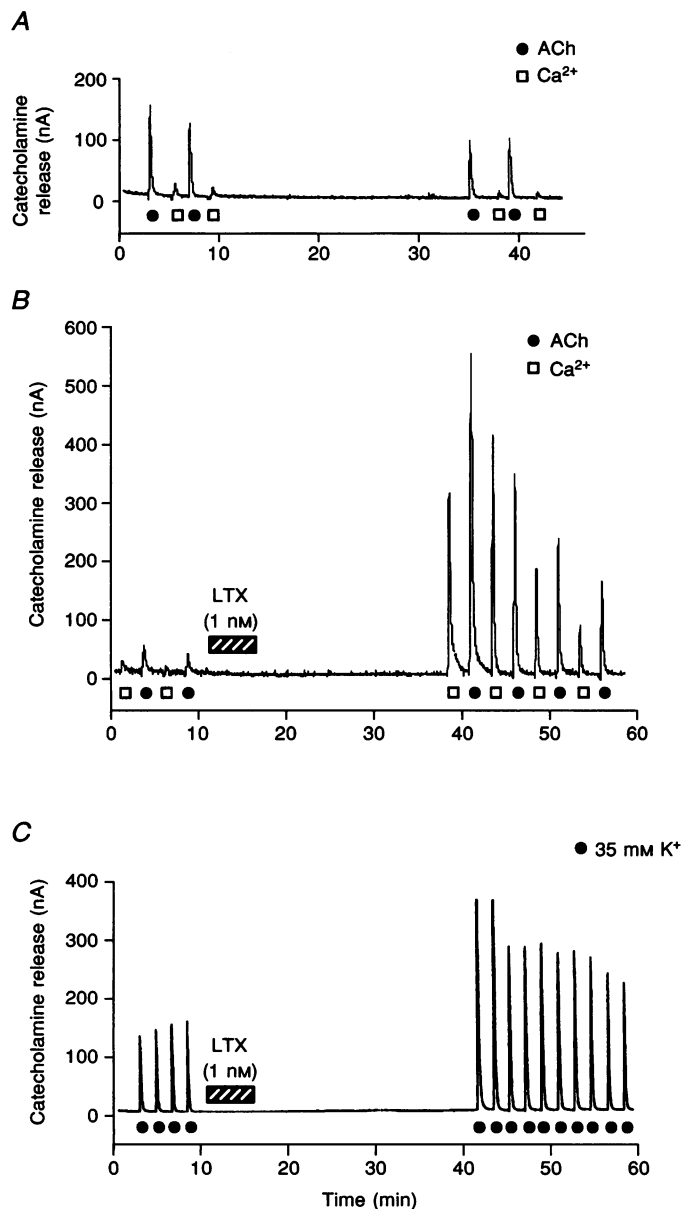 A
● ACh
□ Ca²⁺
Catecholamine
release (nA)
200
100
0
0 10 20 30 40
B
● ACh
□ Ca²⁺
Catecholamine release (nA)
600
500
400
300
200
100
0
LTX
(1 nM)
0 10 20 30 40 50 60
C
● 35 mM K⁺
Catecholamine release (nA)
400
300
200
100
0
LTX
(1 nM)
0 10 20 30 40 50 60
Time (min)